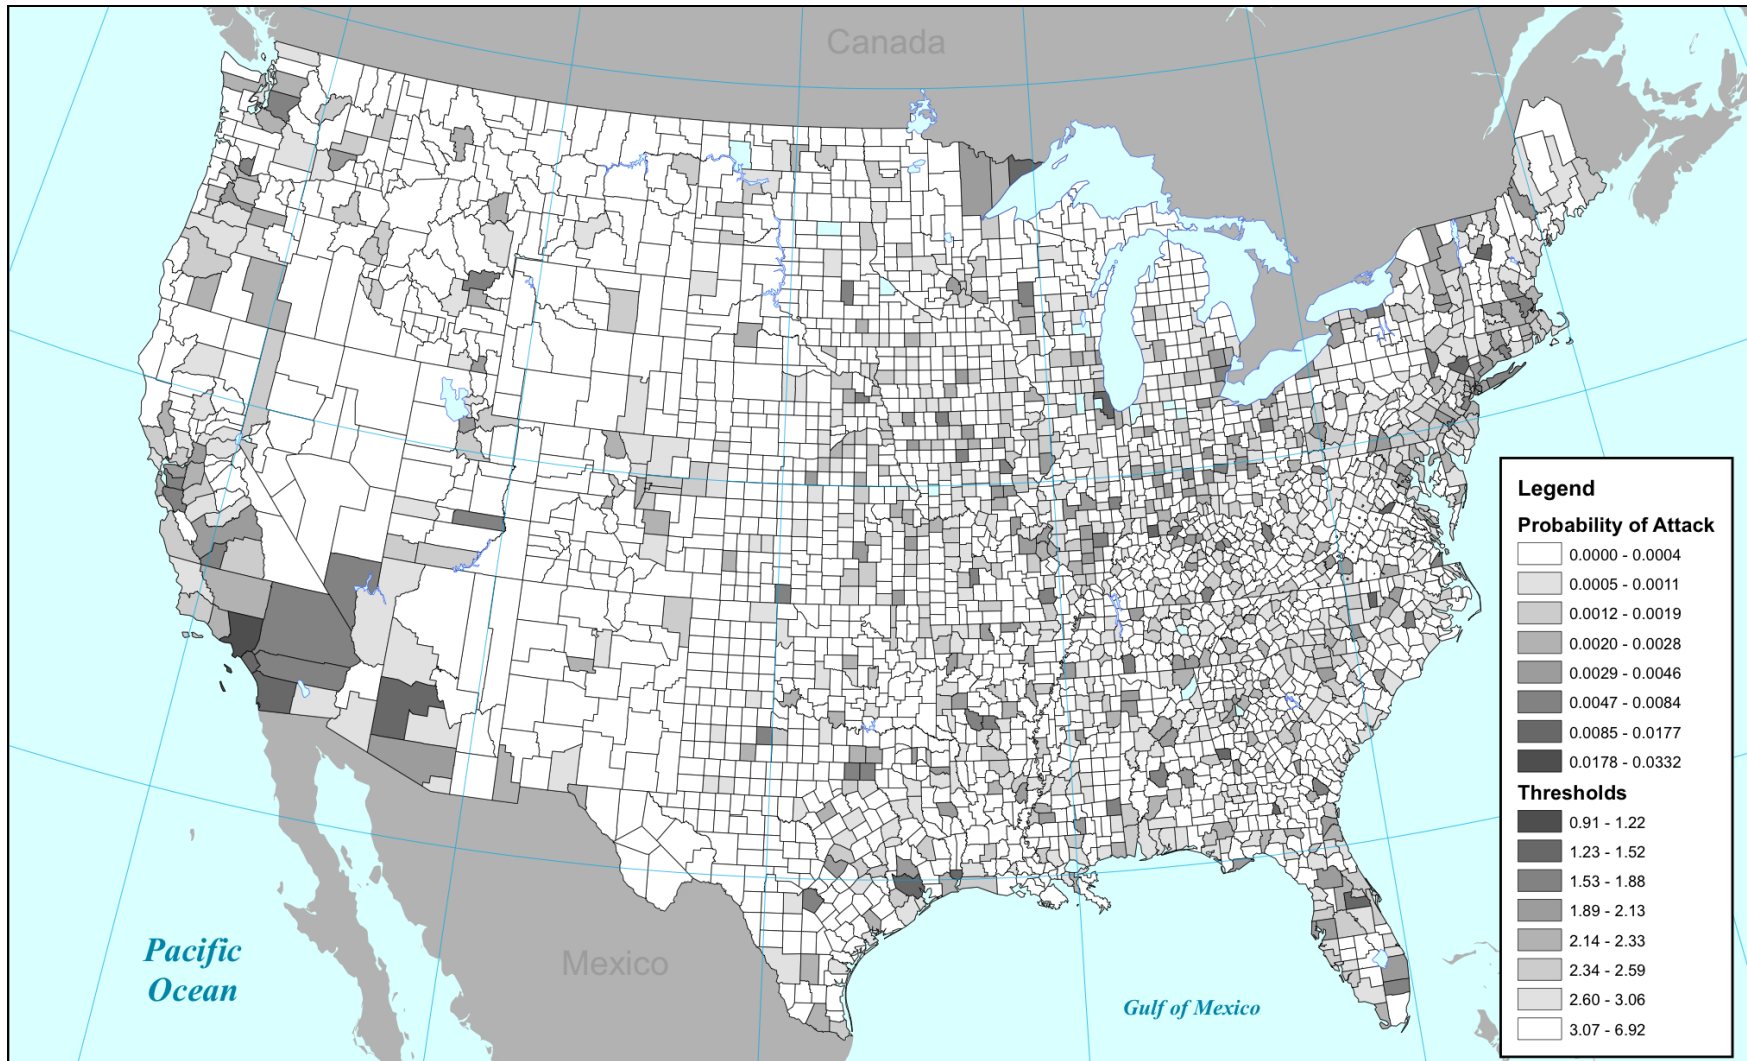 Canada
Legend
Probability of Attack
0.0000 - 0.0004
0.0005 - 0.0011
0.0012 - 0.0019
0.0020 - 0.0028
0.0029 - 0.0046
0.0047 - 0.0084
0.0085 - 0.0177
0.0178 - 0.0332
Thresholds
0.91 - 1.22
1.23 - 1.52
1.53 - 1.88
1.89 - 2.13
2.14 - 2.33
2.34 - 2.59
2.60 - 3.06
3.07 - 6.92
Pacific
Ocean
Mexico
Gulf of Mexico